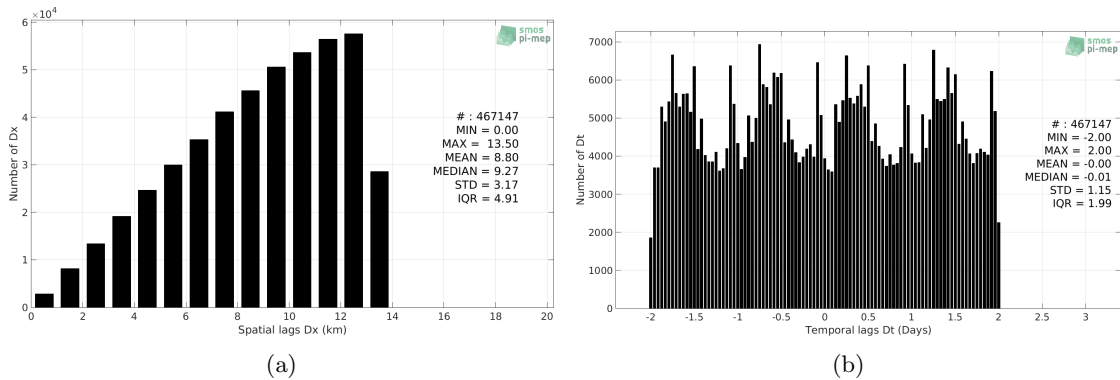 ×10⁴
6
5
4
3
2
1
0
Number of Dx
0 2 4 6 8 10 12 14 16 18 20
Spatial lags Dx (km)
smos
pi-mep
# : 467147
MIN = 0.00
MAX = 13.50
MEAN = 8.80
MEDIAN = 9.27
STD = 3.17
IQR = 4.91
(a)
7000
6000
5000
4000
3000
2000
1000
0
Number of Dt
-2 -1.5 -1 -0.5 0 0.5 1 1.5 2 2.5 3
Temporal lags Dt (Days)
smos
pi-mep
# : 467147
MIN = -2.00
MAX = 2.00
MEAN = -0.00
MEDIAN = -0.01
STD = 1.15
IQR = 1.99
(b)